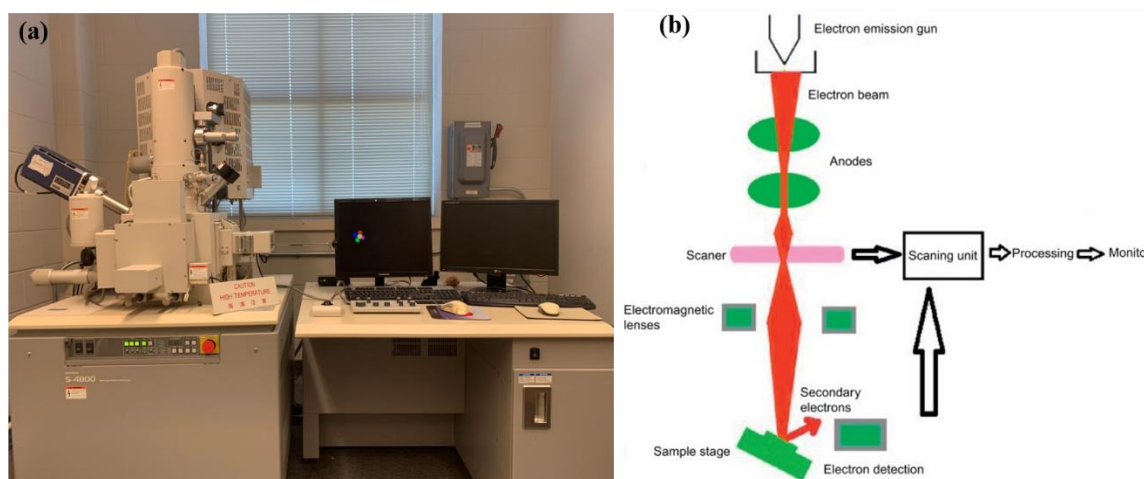 (a)
CAUTION
HIGH TEMPERATURE
S-4800
(b)
Electron emission gun
Electron beam
Anodes
Scaner
Scaning unit
Processing
Monito
Electromagnetic
lenses
Secondary
electrons
Sample stage
Electron detection